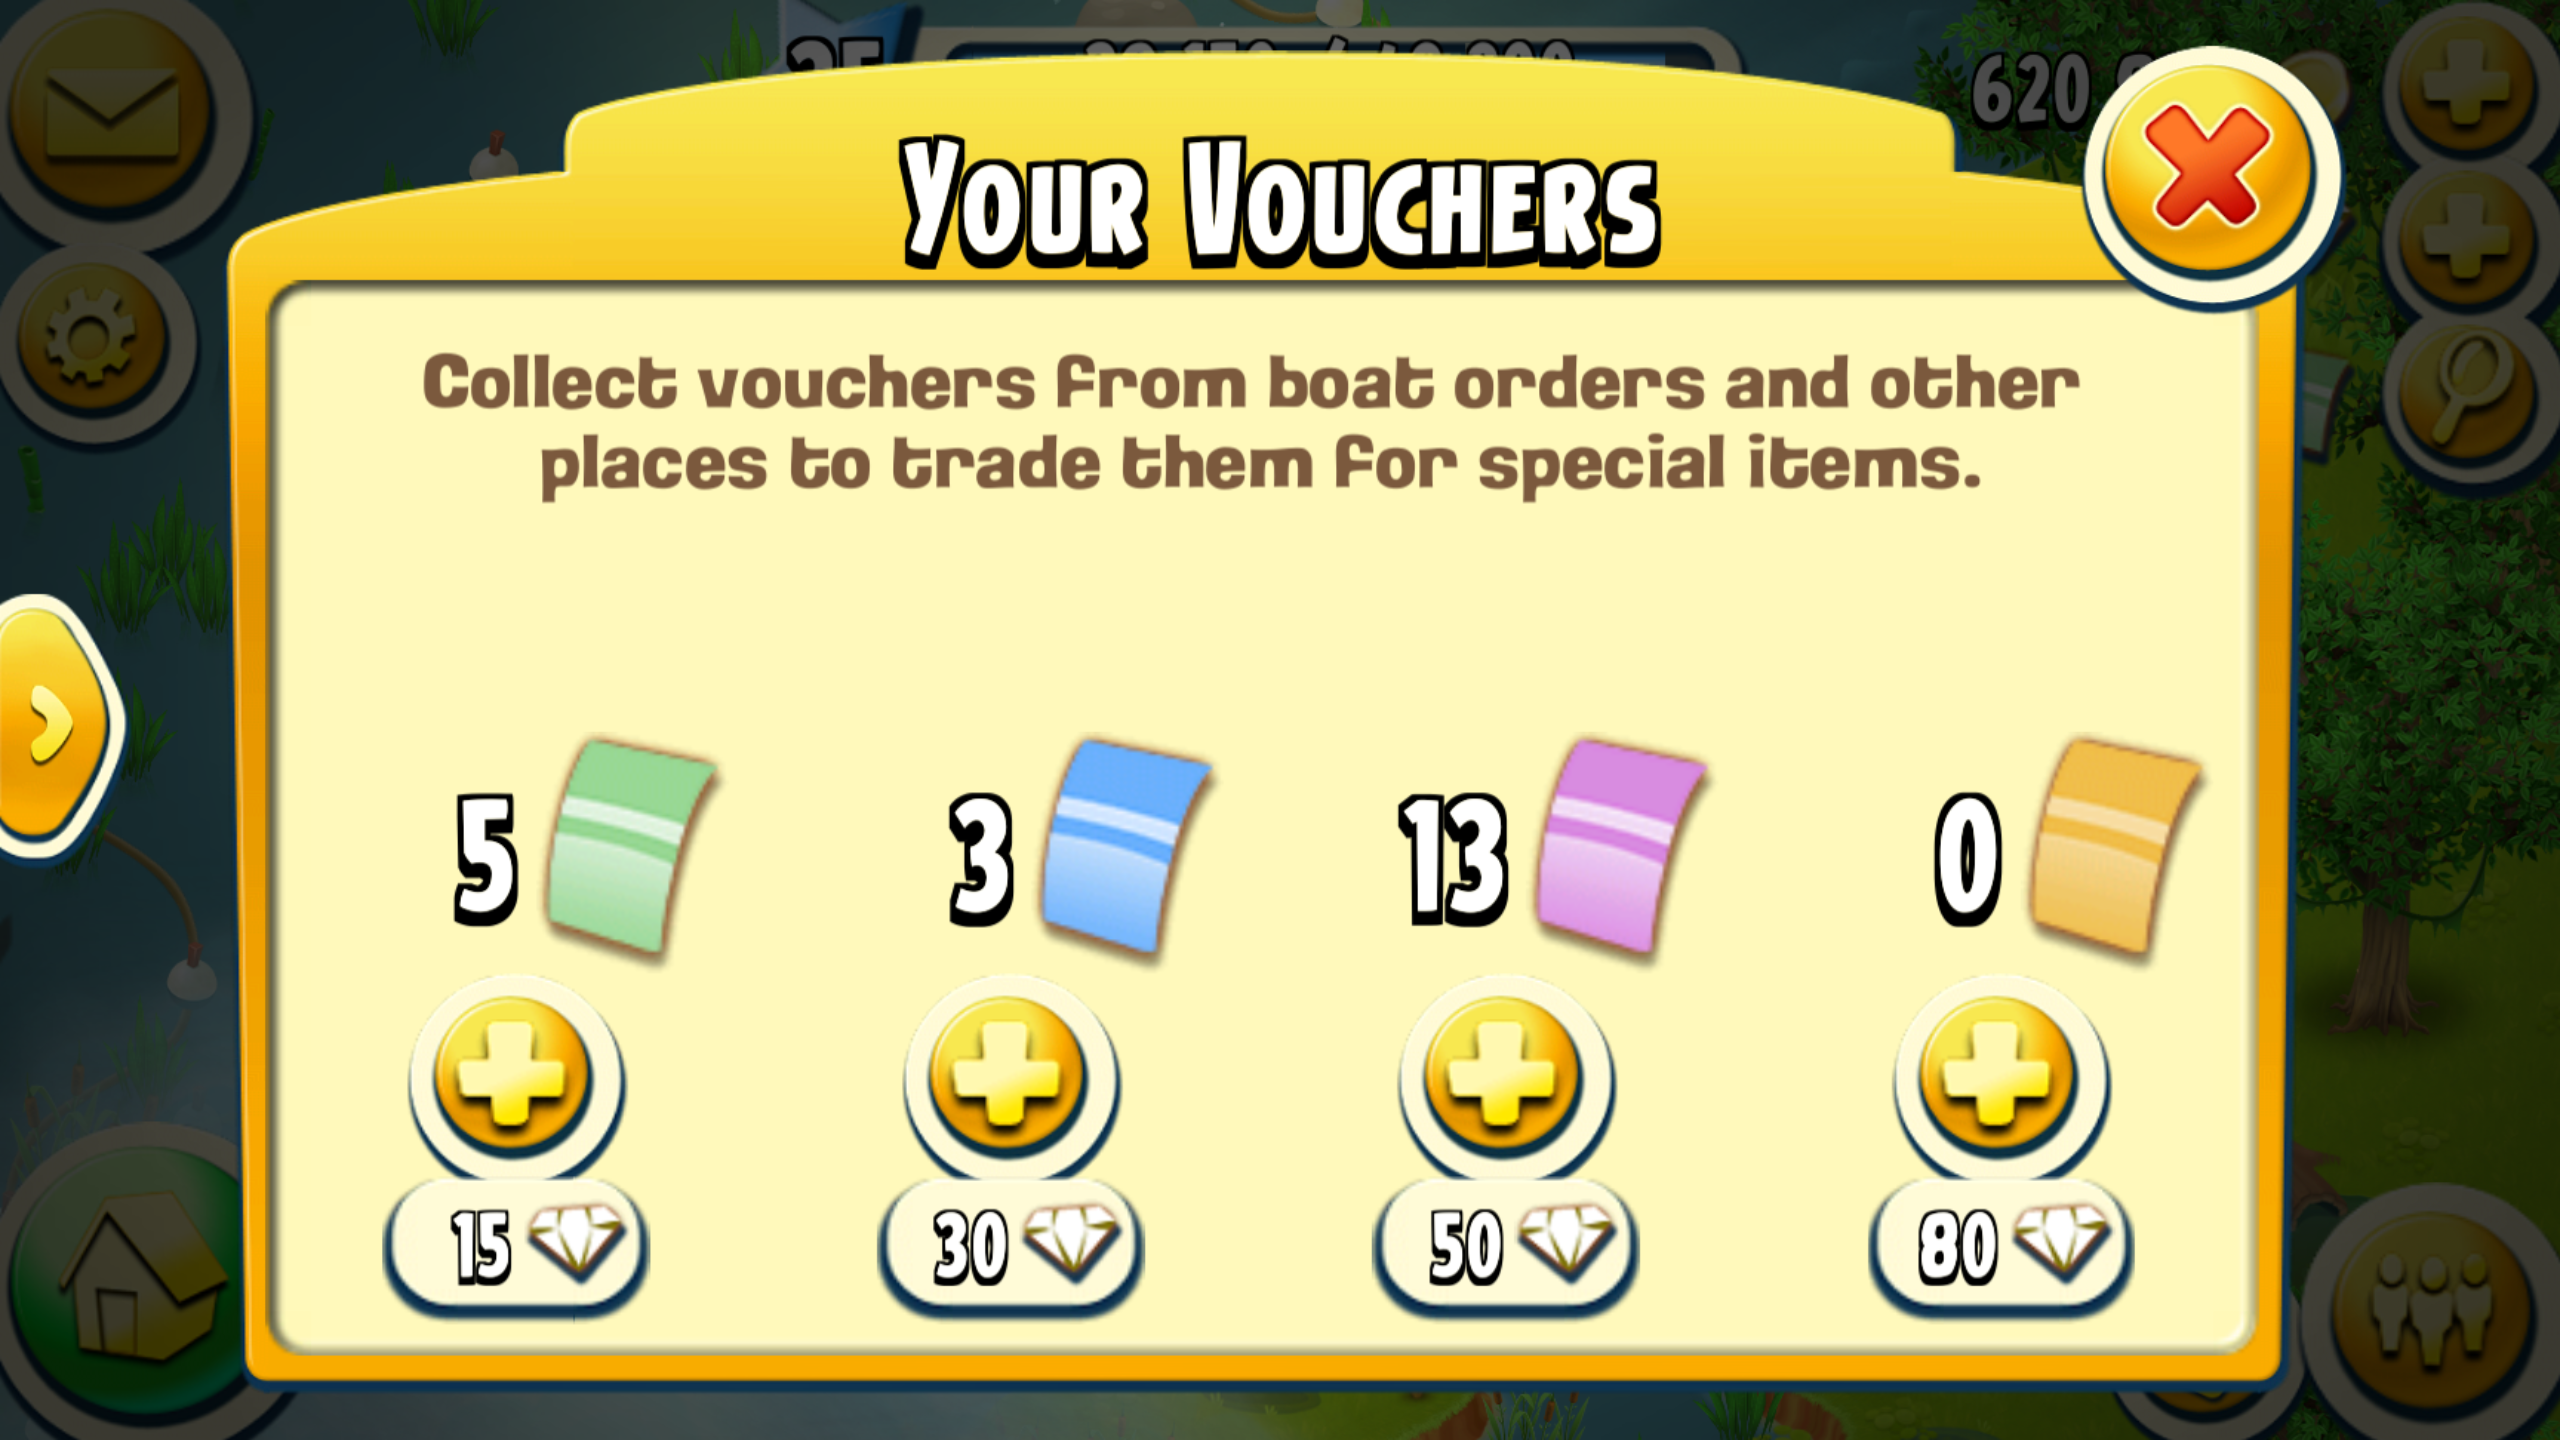 YOUR VOUCHERS
Collect vouchers from boat orders and other
places to trade them for special items.
5 3 13 0
15 30 50 80
620